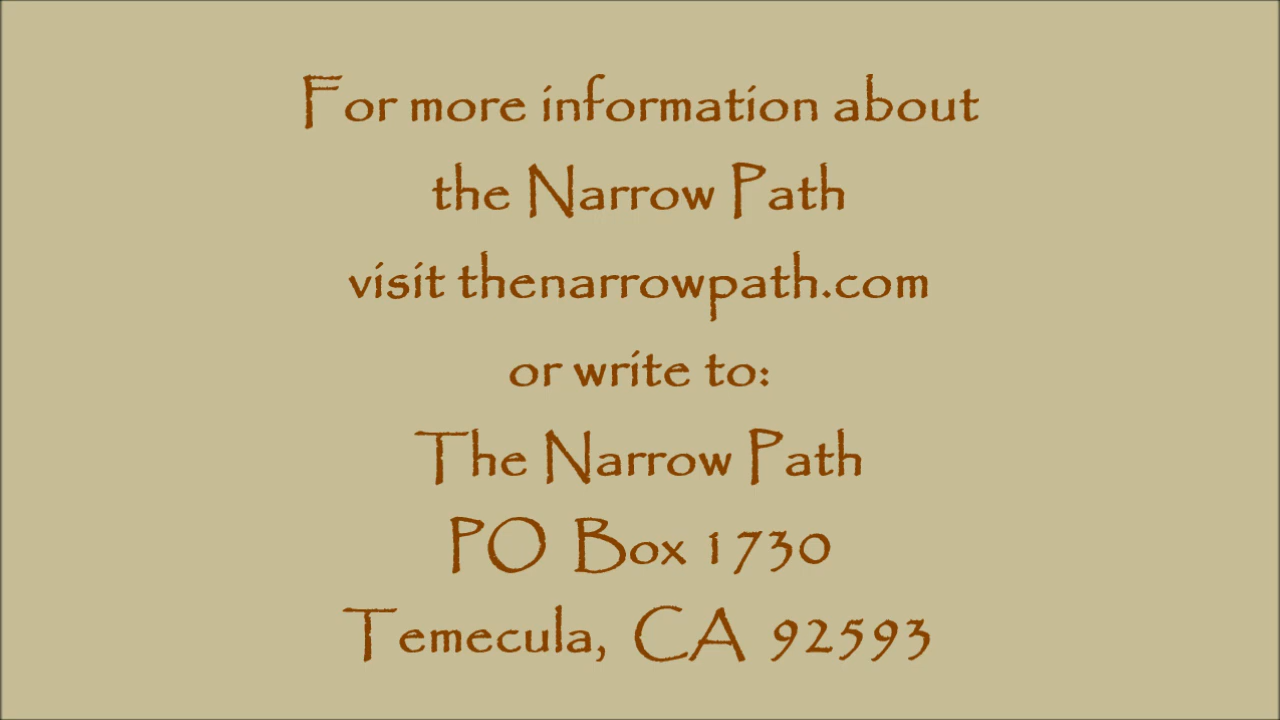 For more information about
the Narrow Path
visit thenarrowpath.com
or write to:
The Narrow Path
PO Box 1730
Temecula, CA 92593